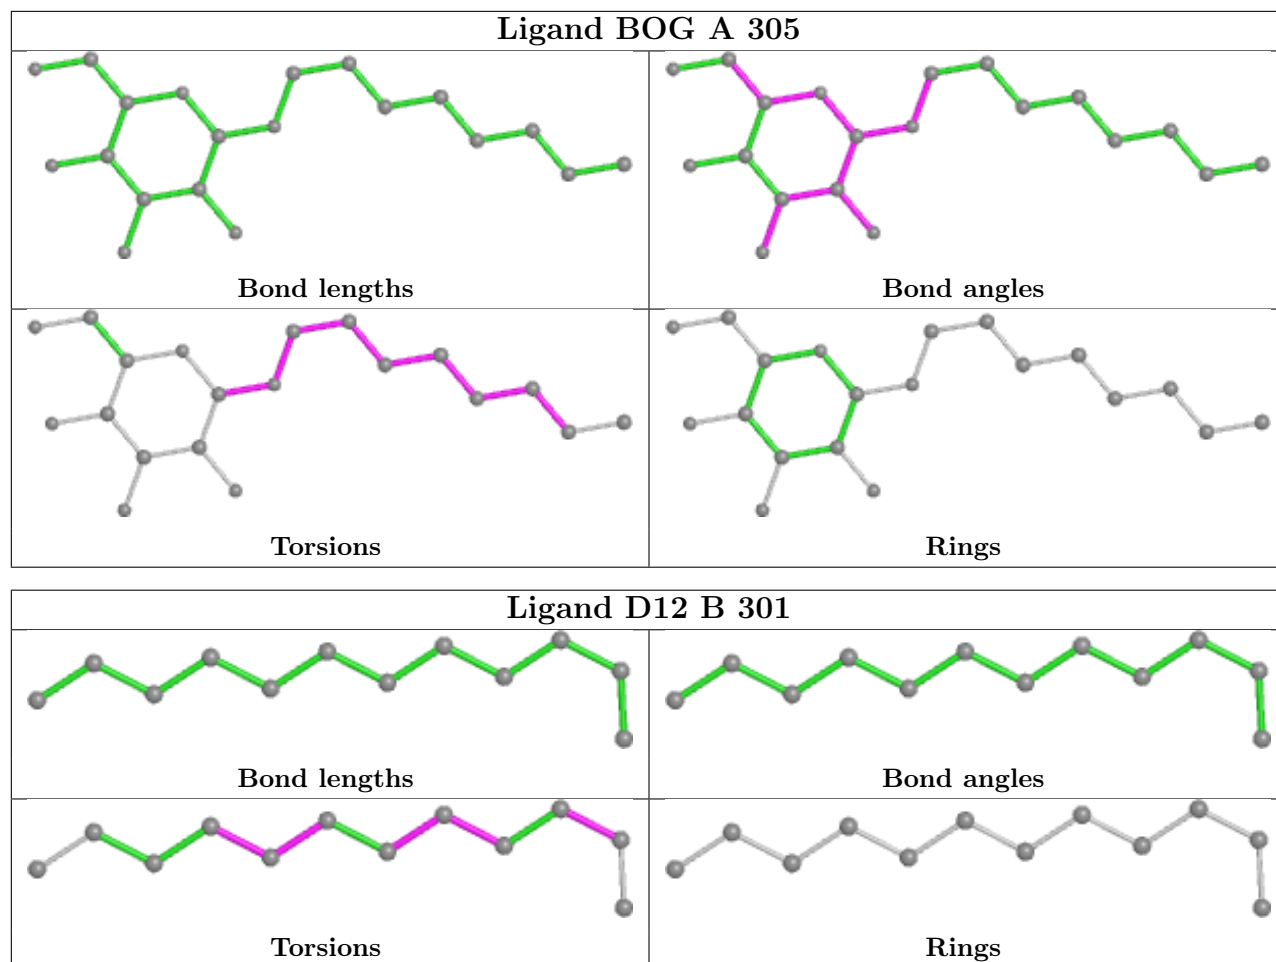 Ligand BOG A 305
Bond lengths
Bond angles
Torsions
Rings
Ligand D12 B 301
Bond lengths
Bond angles
Torsions
Rings